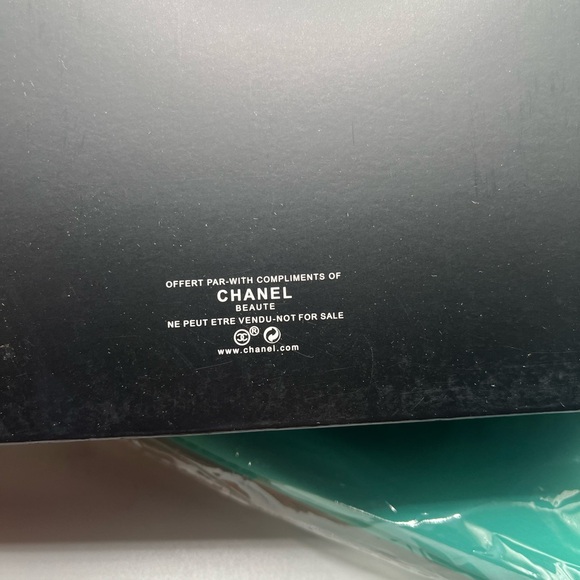 OFFERT PAR-WITH COMPLIMENTS OF
CHANEL
BEAUTE
NE PEUT ETRE VENDU-NOT FOR SALE
®
www.chanel.com